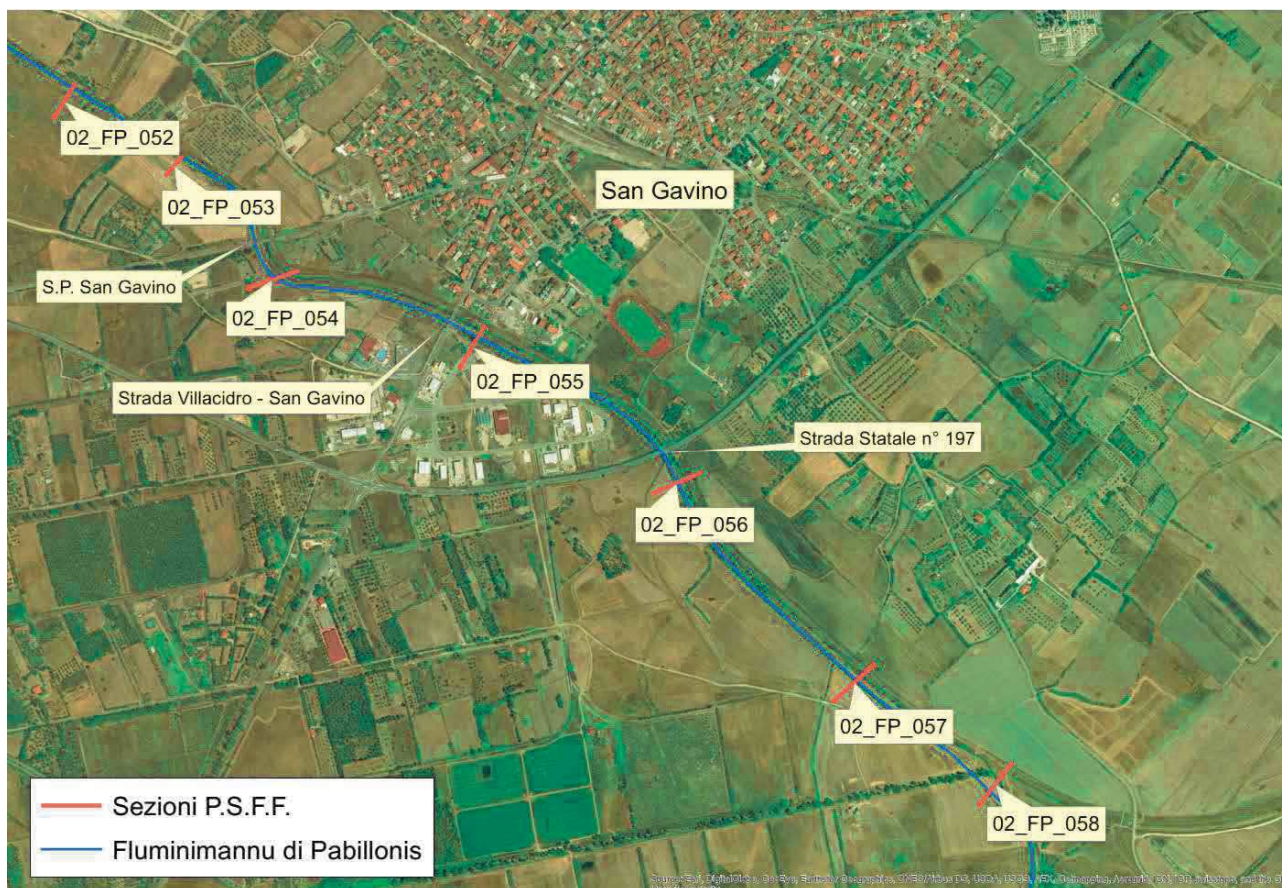 02_FP_052
San Gavino
02_FP_053
S.P. San Gavino
02_FP_054
02_FP_055
Strada Villacidro - San Gavino
Strada Statale n° 197
02_FP_056
02_FP_057
02_FP_058
Sezioni P.S.F.F.
Fluminimannu di Pabillonis